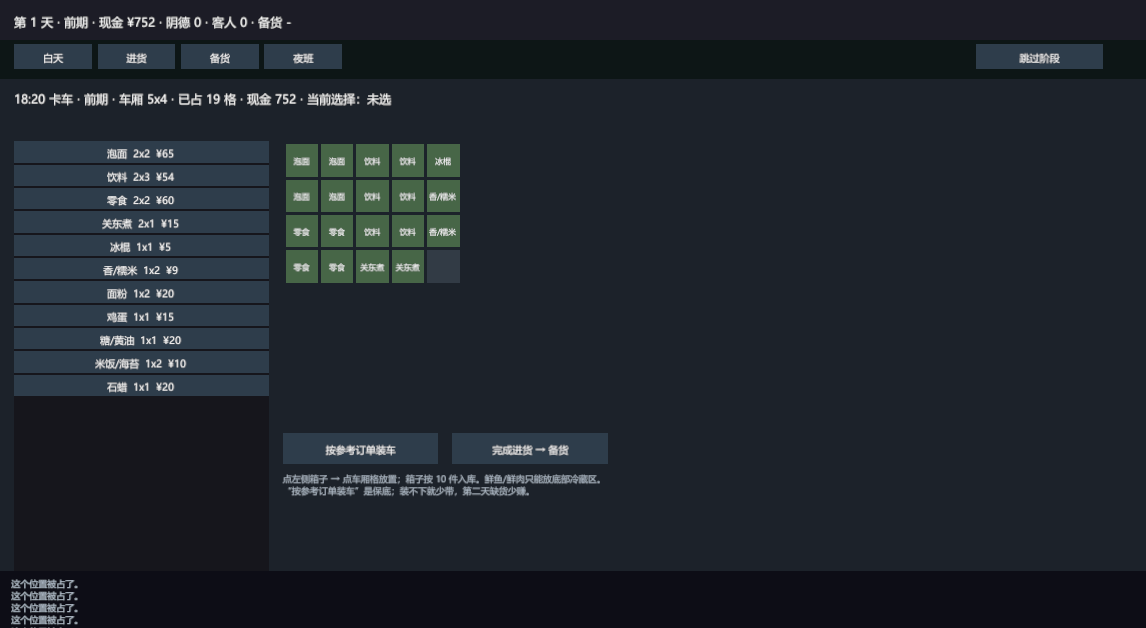 第 1 天 · 前期 · 现金 ¥752 · 阴德 0 · 客人 0 · 备货 -
白天 进货 备货 夜班 跳过阶段
18:20 卡车 · 前期 · 车厢 5x4 · 已占 19 格 · 现金 752 · 当前选择：未选
泡面 2x2 ¥65
饮料 2x3 ¥54
零食 2x2 ¥60
关东煮 2x1 ¥15
冰棍 1x1 ¥5
香/糯米 1x2 ¥9
面粉 1x2 ¥20
鸡蛋 1x1 ¥15
糖/黄油 1x1 ¥20
米饭/海苔 1x2 ¥10
石蜡 1x1 ¥20
泡面 泡面 饮料 饮料 冰棍
泡面 泡面 饮料 饮料 香/糯米
零食 零食 饮料 饮料 香/糯米
零食 零食 关东煮 关东煮
按参考订单装车 完成进货 → 备货
点左侧箱子 → 点车厢格放置；箱子按 10 件入库。鲜鱼/鲜肉只能放底部冷藏区。
“按参考订单装车”是保底；装不下就少带，第二天缺货少赚。
这个位置被占了。
这个位置被占了。
这个位置被占了。
这个位置被占了。